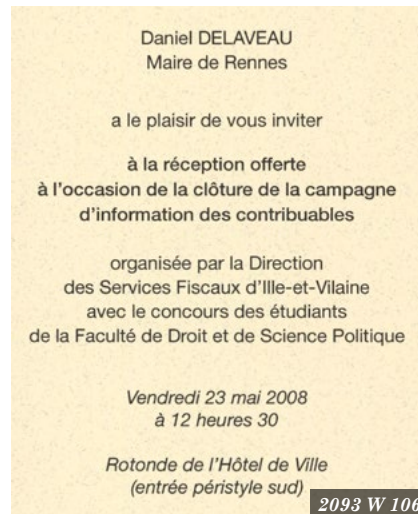 Daniel DELAVEAU
Maire de Rennes
a le plaisir de vous inviter
à la réception offerte
à l'occasion de la clôture de la campagne
d'information des contribuables
organisée par la Direction
des Services Fiscaux d'Ille-et-Vilaine
avec le concours des étudiants
de la Faculté de Droit et de Science Politique
Vendredi 23 mai 2008
à 12 heures 30
Rotonde de l'Hôtel de Ville
(entrée péristyle sud)
2093 W 106